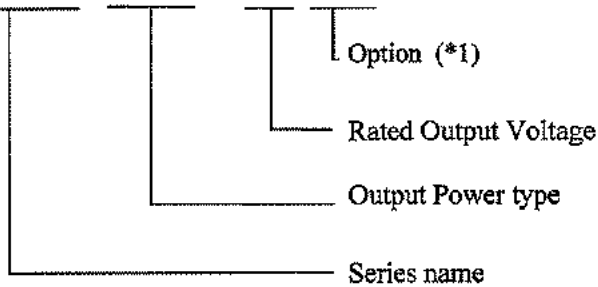 Option (*1)
Rated Output Voltage
Output Power type
Series name